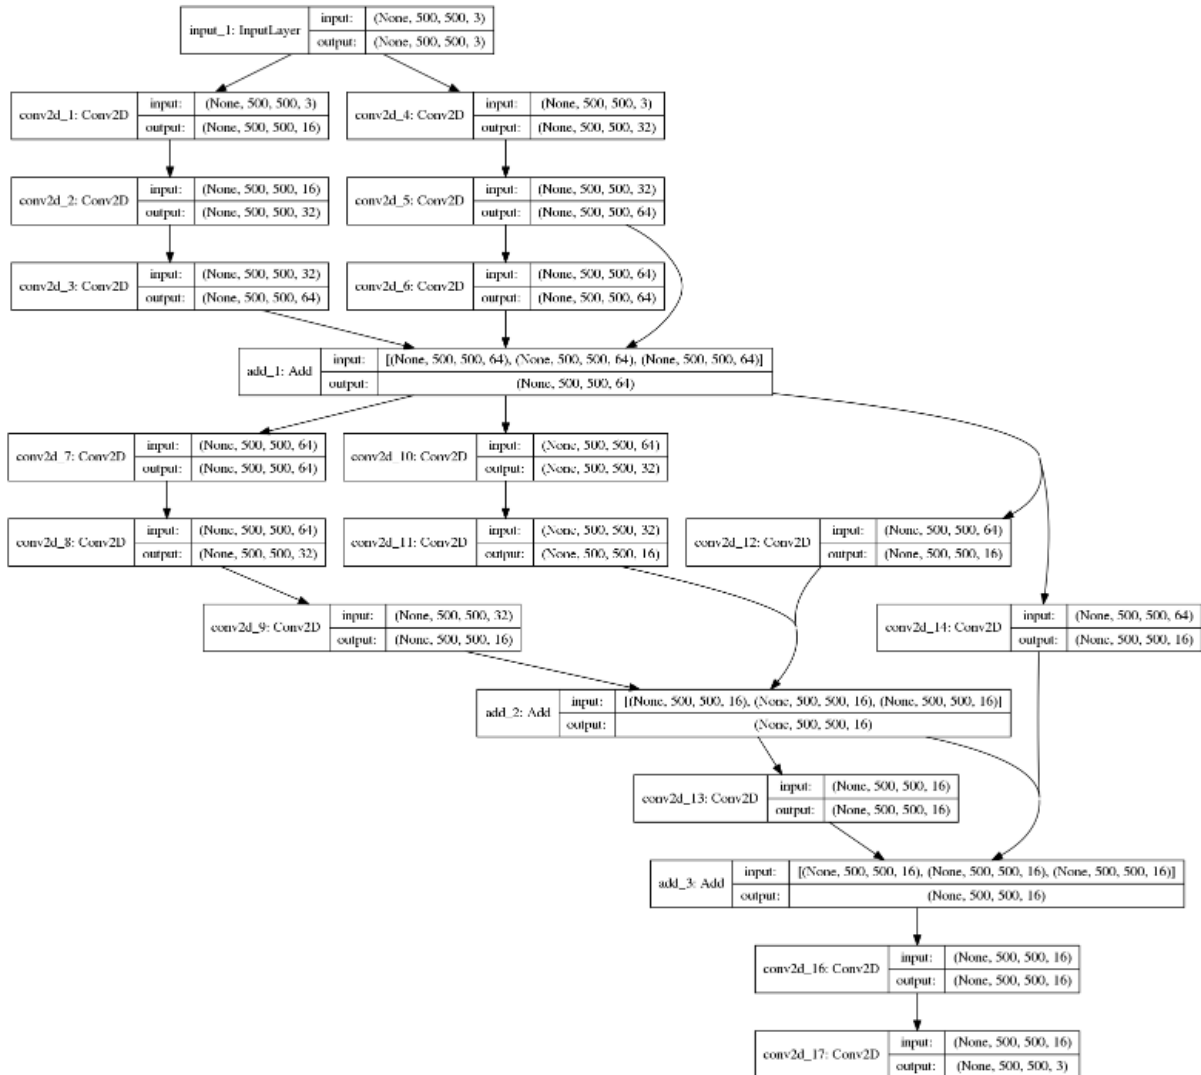 input_1: InputLayer
input: (None, 500, 500, 3)
output: (None, 500, 500, 3)
conv2d_1: Conv2D
input: (None, 500, 500, 3)
output: (None, 500, 500, 16)
conv2d_4: Conv2D
input: (None, 500, 500, 3)
output: (None, 500, 500, 32)
conv2d_2: Conv2D
input: (None, 500, 500, 16)
output: (None, 500, 500, 32)
conv2d_5: Conv2D
input: (None, 500, 500, 32)
output: (None, 500, 500, 64)
conv2d_3: Conv2D
input: (None, 500, 500, 32)
output: (None, 500, 500, 64)
conv2d_6: Conv2D
input: (None, 500, 500, 64)
output: (None, 500, 500, 64)
add_1: Add
input: [(None, 500, 500, 64), (None, 500, 500, 64), (None, 500, 500, 64)]
output: (None, 500, 500, 64)
conv2d_7: Conv2D
input: (None, 500, 500, 64)
output: (None, 500, 500, 64)
conv2d_10: Conv2D
input: (None, 500, 500, 64)
output: (None, 500, 500, 32)
conv2d_8: Conv2D
input: (None, 500, 500, 64)
output: (None, 500, 500, 32)
conv2d_11: Conv2D
input: (None, 500, 500, 32)
output: (None, 500, 500, 16)
conv2d_12: Conv2D
input: (None, 500, 500, 64)
output: (None, 500, 500, 16)
conv2d_9: Conv2D
input: (None, 500, 500, 32)
output: (None, 500, 500, 16)
conv2d_14: Conv2D
input: (None, 500, 500, 64)
output: (None, 500, 500, 16)
add_2: Add
input: [(None, 500, 500, 16), (None, 500, 500, 16), (None, 500, 500, 16)]
output: (None, 500, 500, 16)
conv2d_13: Conv2D
input: (None, 500, 500, 16)
output: (None, 500, 500, 16)
add_3: Add
input: [(None, 500, 500, 16), (None, 500, 500, 16), (None, 500, 500, 16)]
output: (None, 500, 500, 16)
conv2d_16: Conv2D
input: (None, 500, 500, 16)
output: (None, 500, 500, 16)
conv2d_17: Conv2D
input: (None, 500, 500, 16)
output: (None, 500, 500, 3)